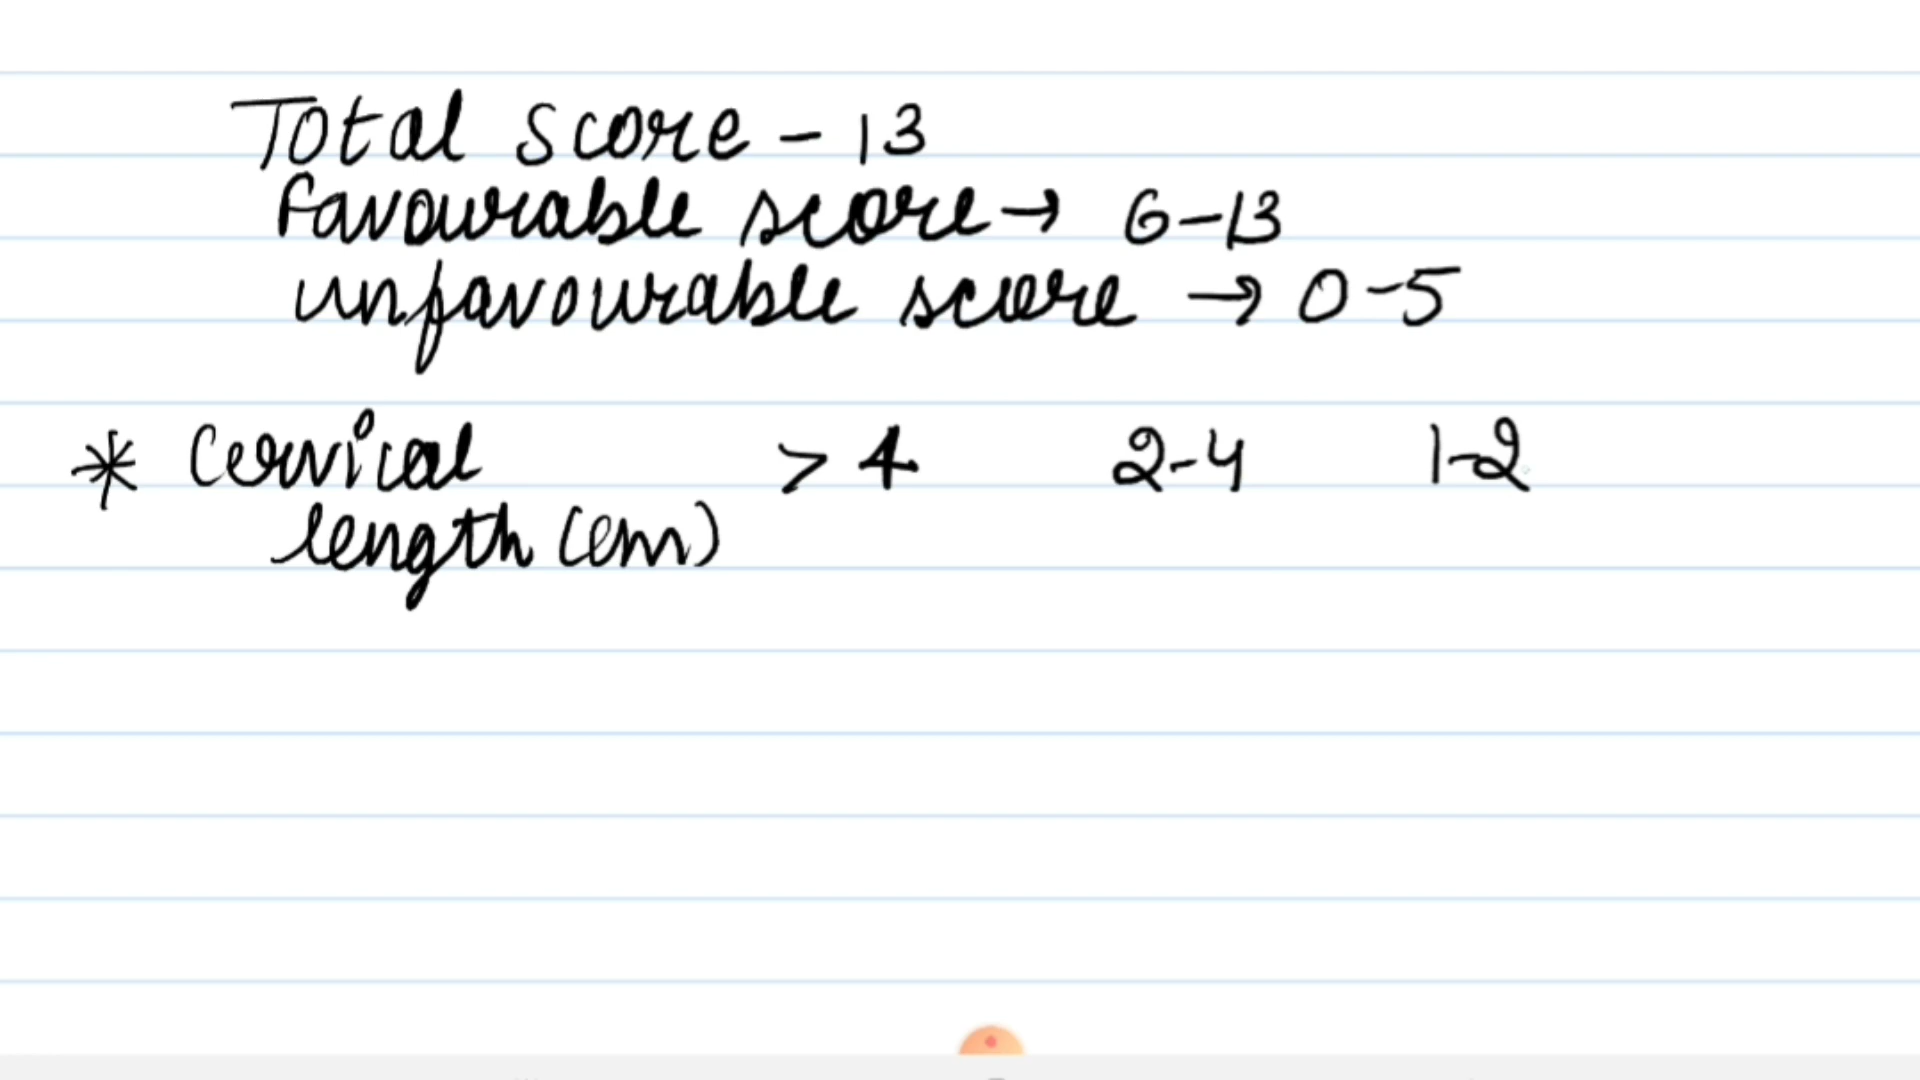 Total score - 13
Favourable score → 6-13
unfavourable score → 0-5
* Cervical > 4 2-4 1-2
length (cm)